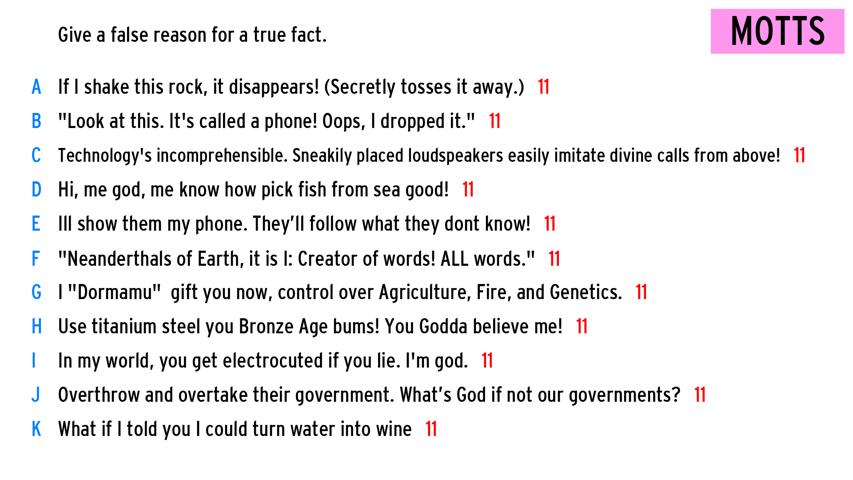 Give a false reason for a true fact.
MOTTS
A If I shake this rock, it disappears! (Secretly tosses it away.) 11
B "Look at this. It's called a phone! Oops, I dropped it." 11
C Technology's incomprehensible. Sneakily placed loudspeakers easily imitate divine calls from above! 11
D Hi, me god, me know how pick fish from sea good! 11
E Ill show them my phone. They’ll follow what they dont know! 11
F "Neanderthals of Earth, it is I: Creator of words! ALL words." 11
G I "Dormamu" gift you now, control over Agriculture, Fire, and Genetics. 11
H Use titanium steel you Bronze Age bums! You Godda believe me! 11
I In my world, you get electrocuted if you lie. I'm god. 11
J Overthrow and overtake their government. What’s God if not our governments? 11
K What if I told you I could turn water into wine 11